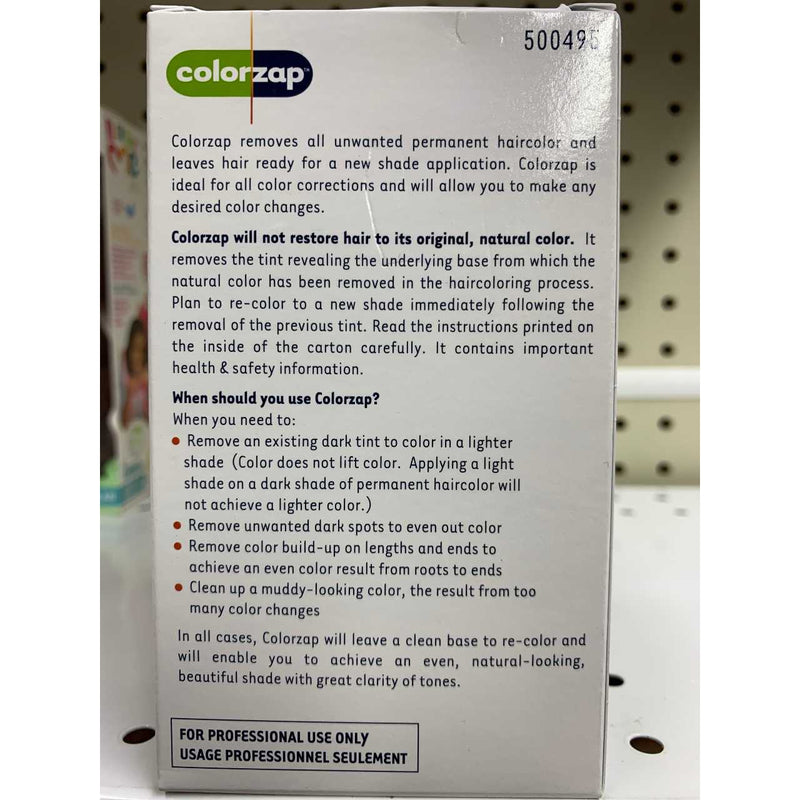 500495
colorzap™
Colorzap removes all unwanted permanent haircolor and
leaves hair ready for a new shade application. Colorzap is
ideal for all color corrections and will allow you to make any
desired color changes.
Colorzap will not restore hair to its original, natural color. It
removes the tint revealing the underlying base from which the
natural color has been removed in the haircoloring process.
Plan to re-color to a new shade immediately following the
removal of the previous tint. Read the instructions printed on
the inside of the carton carefully. It contains important
health & safety information.
When should you use Colorzap?
When you need to:
• Remove an existing dark tint to color in a lighter
shade (Color does not lift color. Applying a light
shade on a dark shade of permanent haircolor will
not achieve a lighter color.)
• Remove unwanted dark spots to even out color
• Remove color build-up on lengths and ends to
achieve an even color result from roots to ends
• Clean up a muddy-looking color, the result from too
many color changes
In all cases, Colorzap will leave a clean base to re-color and
will enable you to achieve an even, natural-looking,
beautiful shade with great clarity of tones.
FOR PROFESSIONAL USE ONLY
USAGE PROFESSIONNEL SEULEMENT